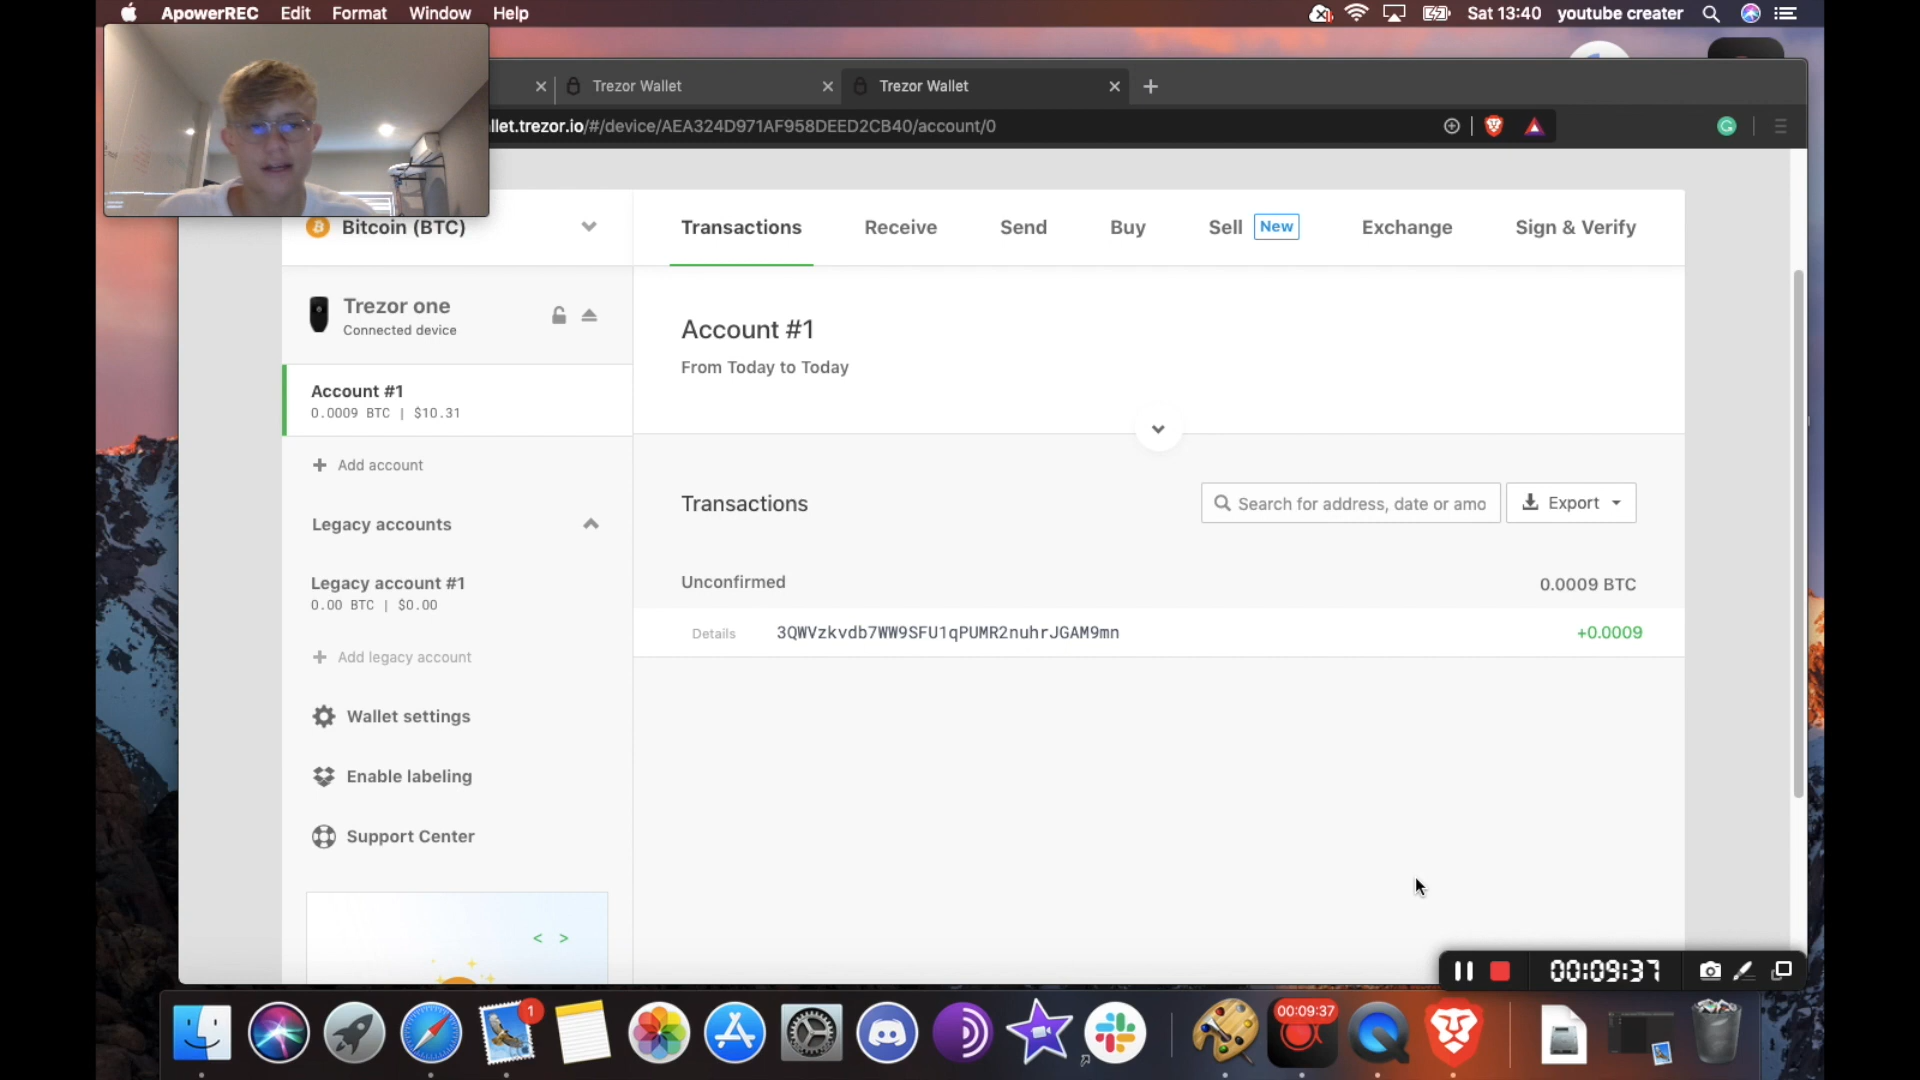 ApowerREC Edit Format Window Help
Sat 13:40 youtube creater
Trezor Wallet
Trezor Wallet
llet.trezor.io/#/device/AEA324D971AF958DEED2CB40/account/0
Bitcoin (BTC)
Transactions Receive Send Buy Sell New Exchange Sign & Verify
Trezor one
Connected device
Account #1
From Today to Today
Account #1
0.0009 BTC | $10.31
Add account
Legacy accounts
Legacy account #1
0.00 BTC | $0.00
Add legacy account
Wallet settings
Enable labeling
Support Center
< >
Transactions
Search for address, date or amo
Export
Unconfirmed 0.0009 BTC
Details 3QWVzkvdb7WW9SFU1qPUMR2nuhrJGAM9mn +0.0009
00:09:37
1
00:09:37